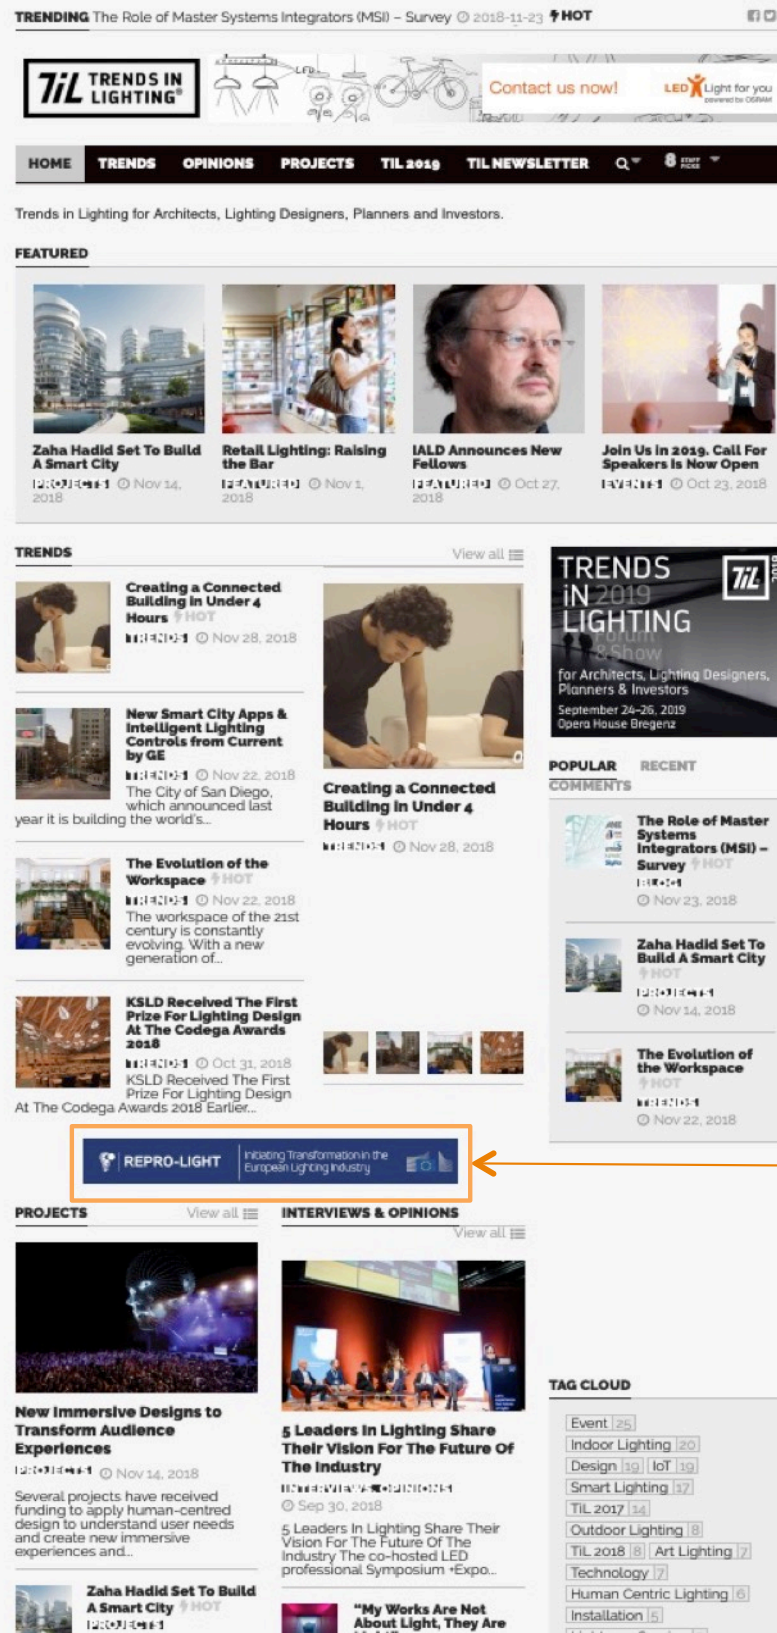 TRENDING The Role of Master Systems Integrators (MSI) – Survey 2018-11-23 HOT
TiL TRENDS IN
LIGHTING®
LED
Contact us now!
LED Light for you
powered by OSRAM
HOME TRENDS OPINIONS PROJECTS TIL 2019 TIL NEWSLETTER 8 STAFF PICKS
Trends in Lighting for Architects, Lighting Designers, Planners and Investors.
FEATURED
Zaha Hadid Set To Build
A Smart City
PROJECTS Nov 14,
2018
Retail Lighting: Raising
the Bar
FEATURED Nov 1,
2018
IALD Announces New
Fellows
FEATURED Oct 27,
2018
Join Us in 2019. Call For
Speakers Is Now Open
EVENTS Oct 23, 2018
TRENDS
View all
Creating a Connected
Building in Under 4
Hours HOT
TRENDS Nov 28, 2018
New Smart City Apps &
Intelligent Lighting
Controls from Current
by GE
TRENDS Nov 22, 2018
The City of San Diego,
which announced last
year it is building the world's...
The Evolution of the
Workspace HOT
TRENDS Nov 22, 2018
The workspace of the 21st
century is constantly
evolving. With a new
generation of...
KSLD Received The First
Prize For Lighting Design
At The Codega Awards
2018
TRENDS Oct 31, 2018
KSLD Received The First
Prize For Lighting Design
At The Codega Awards 2018 Earlier...
Creating a Connected
Building in Under 4
Hours HOT
TRENDS Nov 28, 2018
TRENDS
iN 2019
LIGHTING
Forum
& Show
TiL 2019
for Architects, Lighting Designers,
Planners & Investors
September 24–26, 2019
Opera House Bregenz
POPULAR RECENT
COMMENTS
The Role of Master
Systems
Integrators (MSI) –
Survey HOT
BLOG
Nov 23, 2018
Zaha Hadid Set To
Build A Smart City
HOT
PROJECTS
Nov 14, 2018
The Evolution of
the Workspace
HOT
TRENDS
Nov 22, 2018
REPRO-LIGHT
Initiating Transformation in the
European Lighting Industry
PROJECTS
View all
New Immersive Designs to
Transform Audience
Experiences
PROJECTS Nov 14, 2018
Several projects have received
funding to apply human-centred
design to understand user needs
and create new immersive
experiences and...
Zaha Hadid Set To Build
A Smart City HOT
PROJECTS
INTERVIEWS & OPINIONS
View all
5 Leaders In Lighting Share
Their Vision For The Future Of
The Industry
INTERVIEWS, OPINIONS
Sep 30, 2018
5 Leaders In Lighting Share Their
Vision For The Future Of The
Industry The co-hosted LED
professional Symposium +Expo...
"My Works Are Not
About Light, They Are
TAG CLOUD
Event 25
Indoor Lighting 20
Design 19 IoT 19
Smart Lighting 17
TiL 2017 14
Outdoor Lighting 8
TiL 2018 8 Art Lighting 7
Technology 7
Human Centric Lighting 6
Installation 5